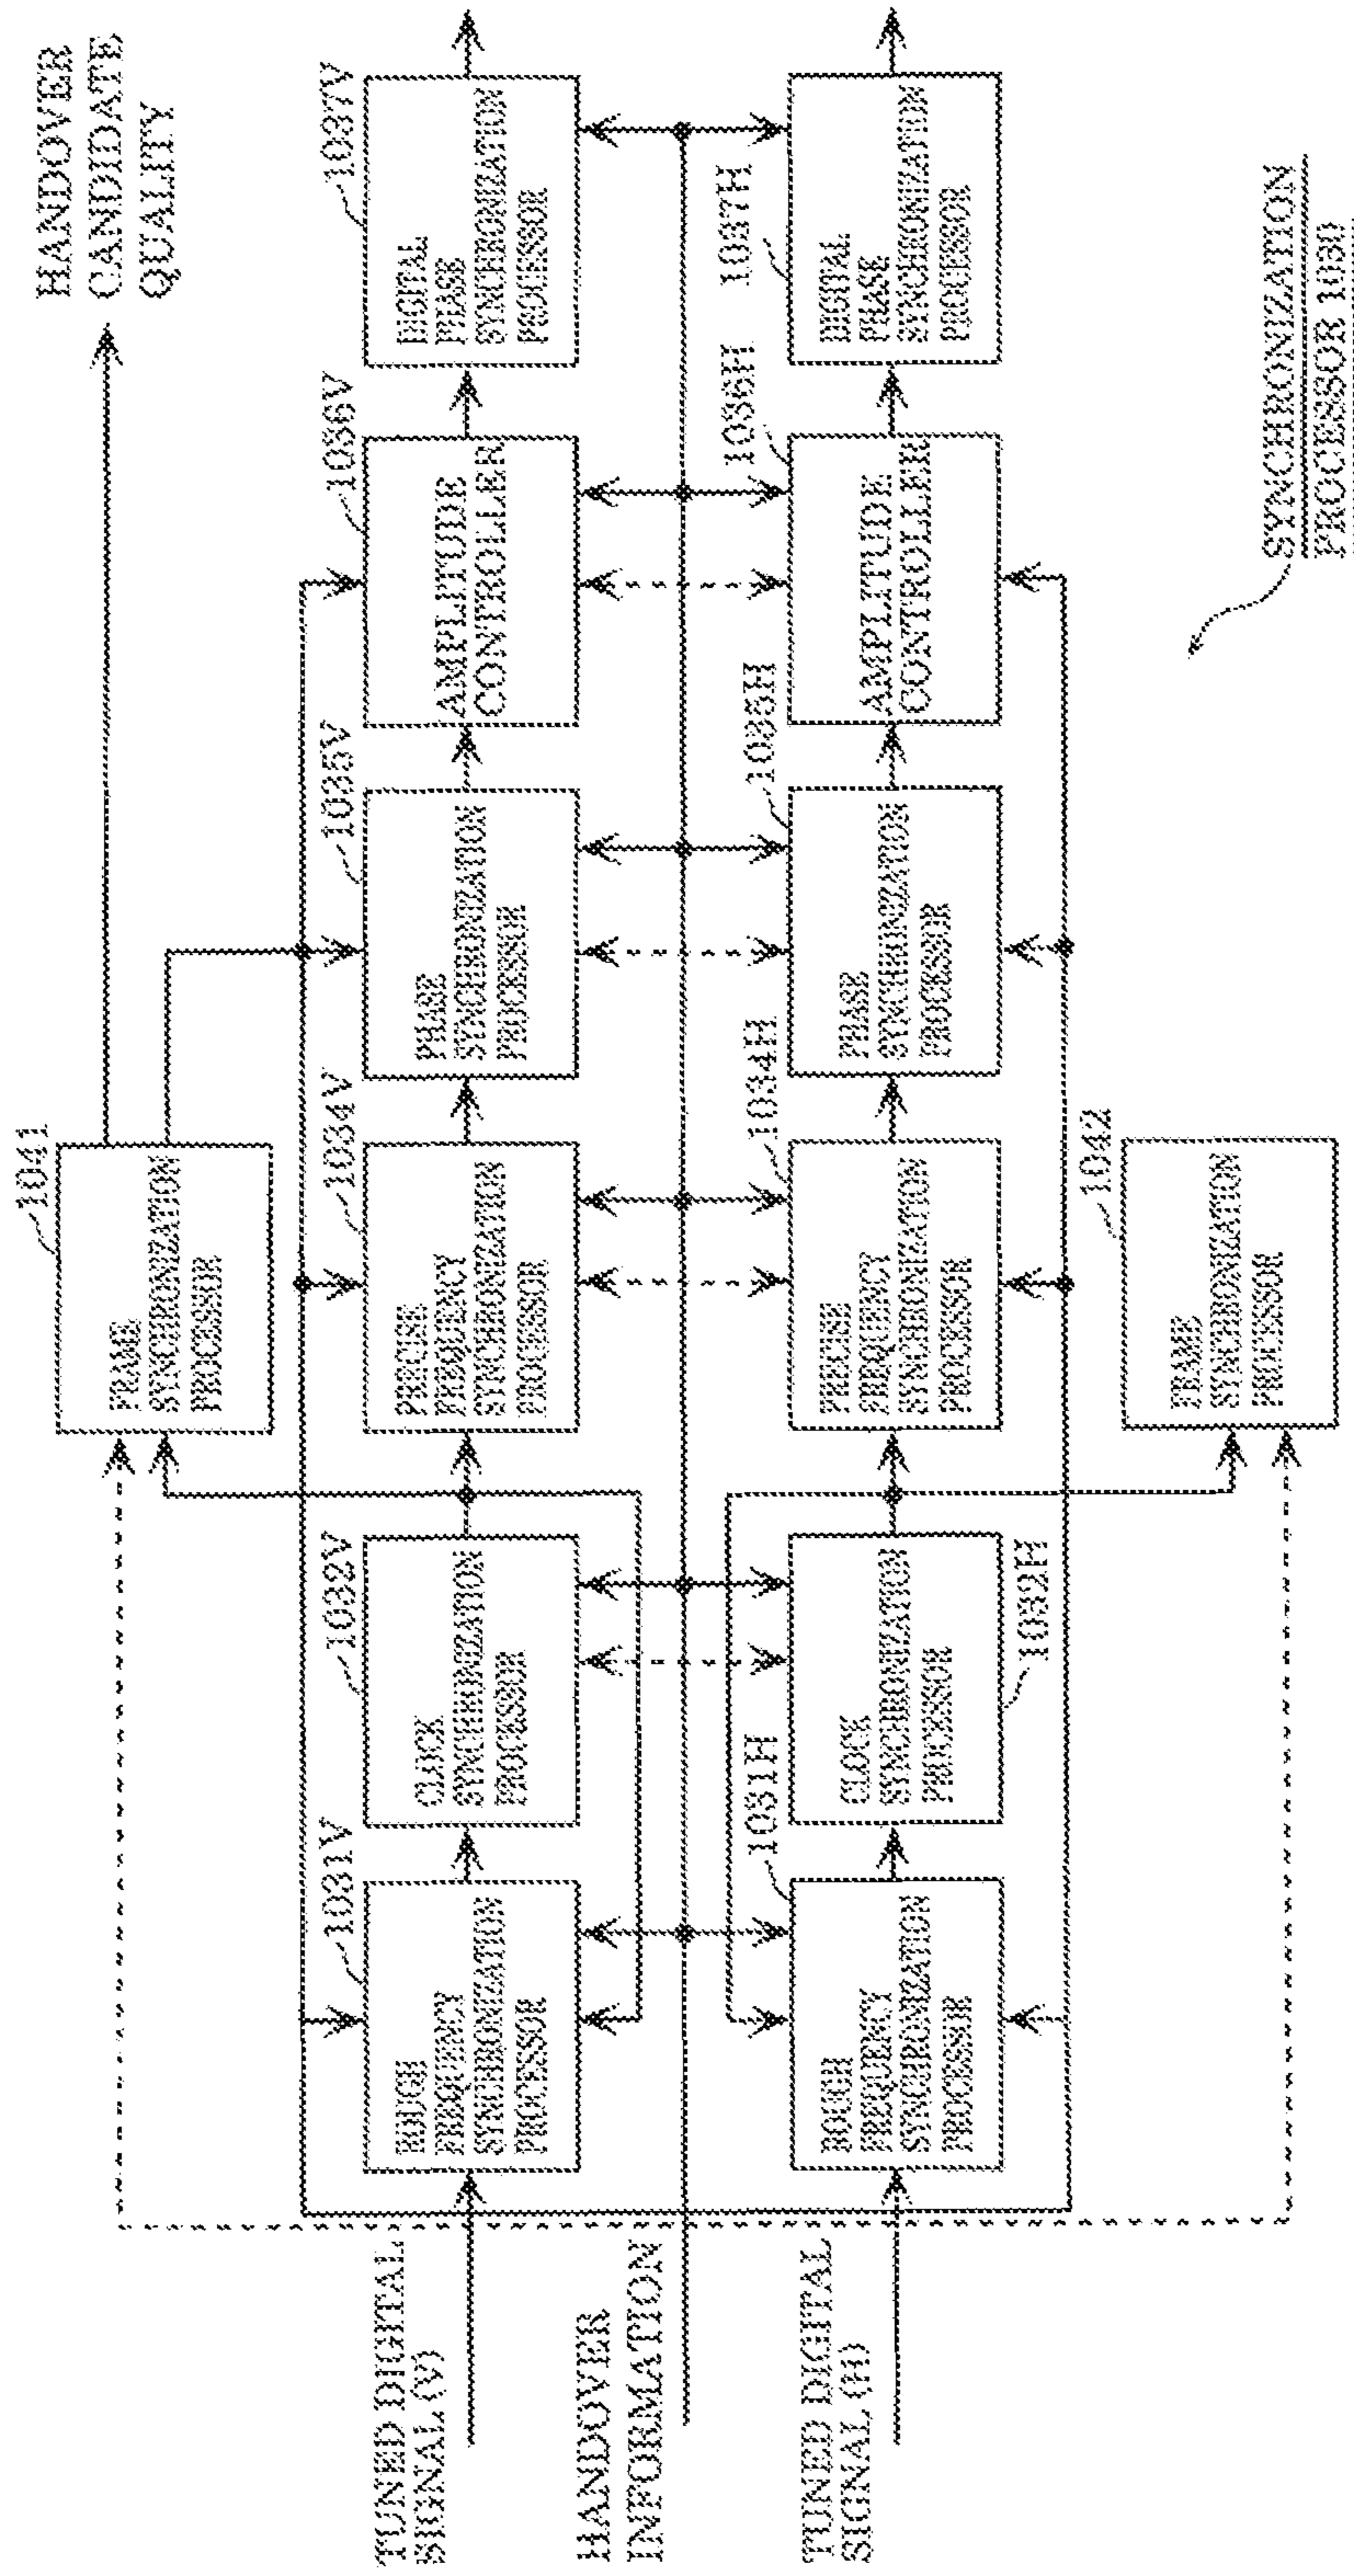 HANDOVER
CANDIDATE
QUALITY
1041
FRAME
SYNCHRONIZATION
PROCESSOR
TUNED DIGITAL
SIGNAL (V)
1031V
ROUGH
FREQUENCY
SYNCHRONIZATION
PROCESSOR
1032V
CLOCK
SYNCHRONIZATION
PROCESSOR
1034V
PRECISE
FREQUENCY
SYNCHRONIZATION
PROCESSOR
1035V
PHASE
SYNCHRONIZATION
PROCESSOR
1036V
AMPLITUDE
CONTROLLER
1037V
DIGITAL
PHASE
SYNCHRONIZATION
PROCESSOR
HANDOVER
INFORMATION
TUNED DIGITAL
SIGNAL (H)
1031H
ROUGH
FREQUENCY
SYNCHRONIZATION
PROCESSOR
1032H
CLOCK
SYNCHRONIZATION
PROCESSOR
1034H
PRECISE
FREQUENCY
SYNCHRONIZATION
PROCESSOR
1035H
PHASE
SYNCHRONIZATION
PROCESSOR
1036H
AMPLITUDE
CONTROLLER
1037H
DIGITAL
PHASE
SYNCHRONIZATION
PROCESSOR
1042
FRAME
SYNCHRONIZATION
PROCESSOR
SYNCHRONIZATION
PROCESSOR 1030